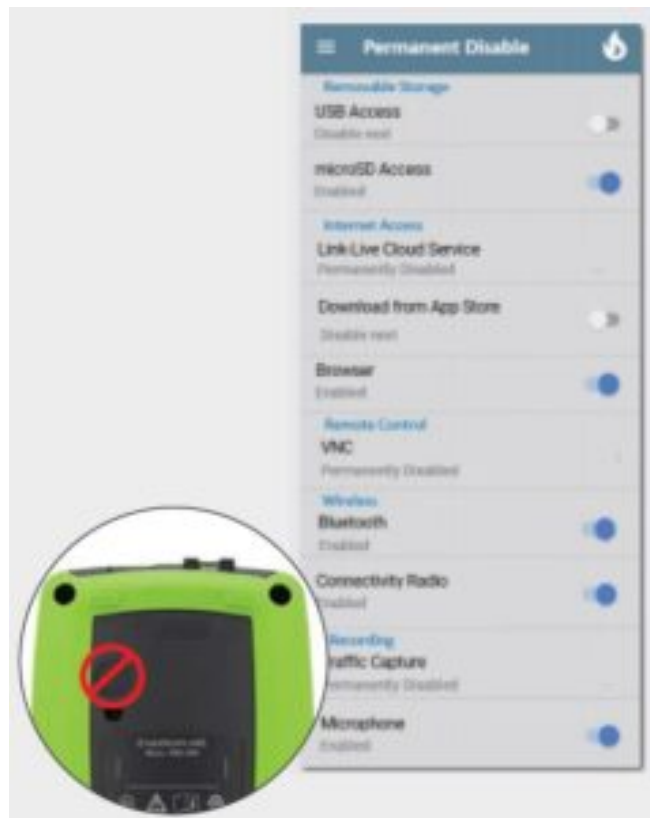 Permanent Disable
Removable Storage
USB Access
Disable next
microSD Access
Enabled
Internet Access
Link-Live Cloud Service
Permanently Disabled
Download from App Store
Disable next
Browser
Enabled
Remote Control
VNC
Permanently Disabled
Wireless
Bluetooth
Enabled
Connectivity Radio
Enabled
Recording
Traffic Capture
Permanently Disabled
Microphone
Enabled